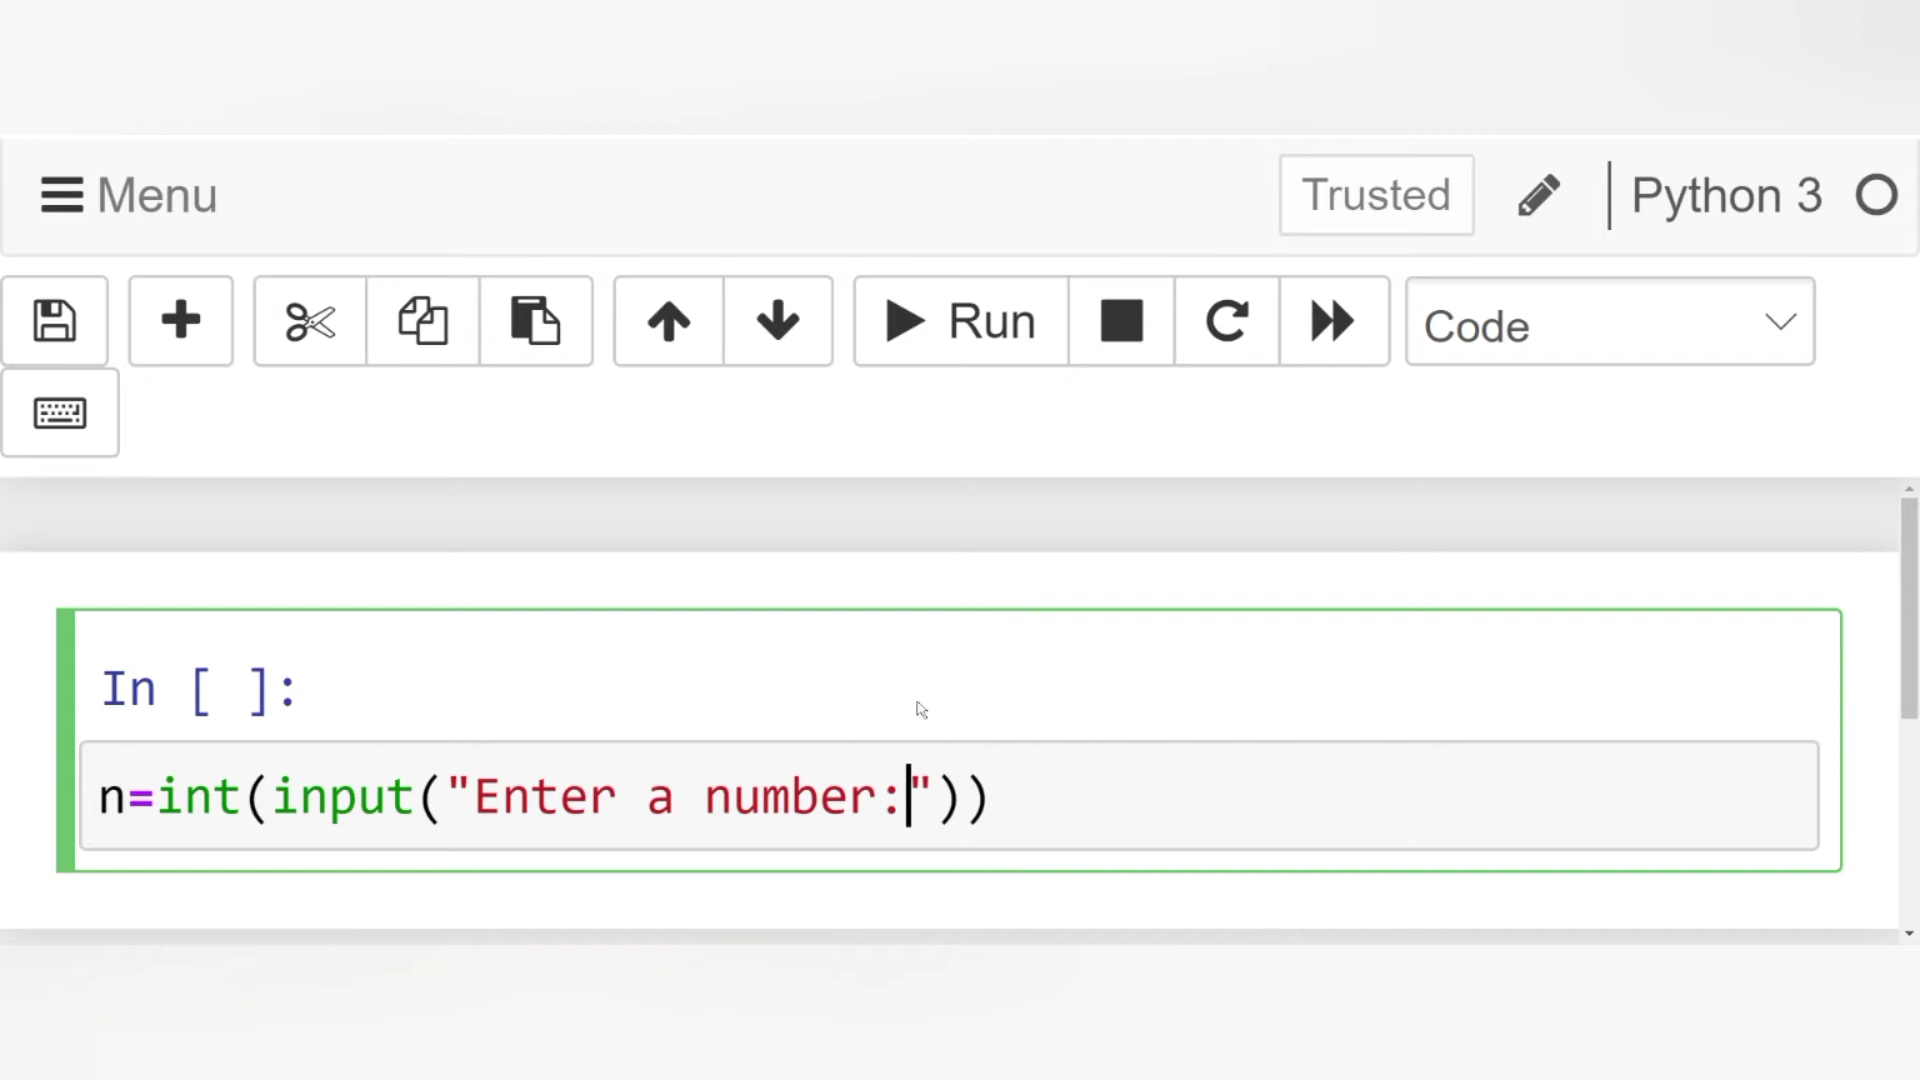 Menu
Trusted
Python 3
Run
Code
In [ ]:
n=int(input("Enter a number:"))